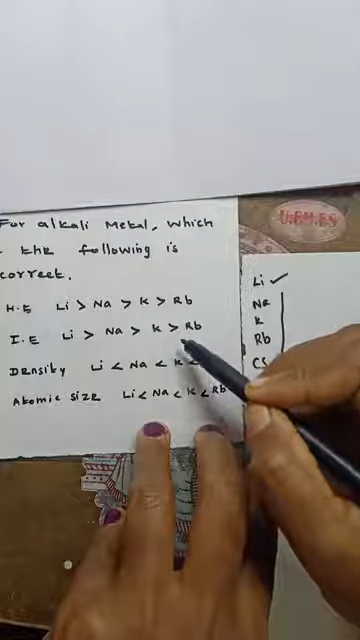 For alkali Metal, which
the following is
correct.
H.E Li > Na > K > Rb
I.E Li > Na > K > Rb
Density Li < Na < K <
Atomic size Li < Na < K < Rb
Li ✓
Na
K
Rb
Cs